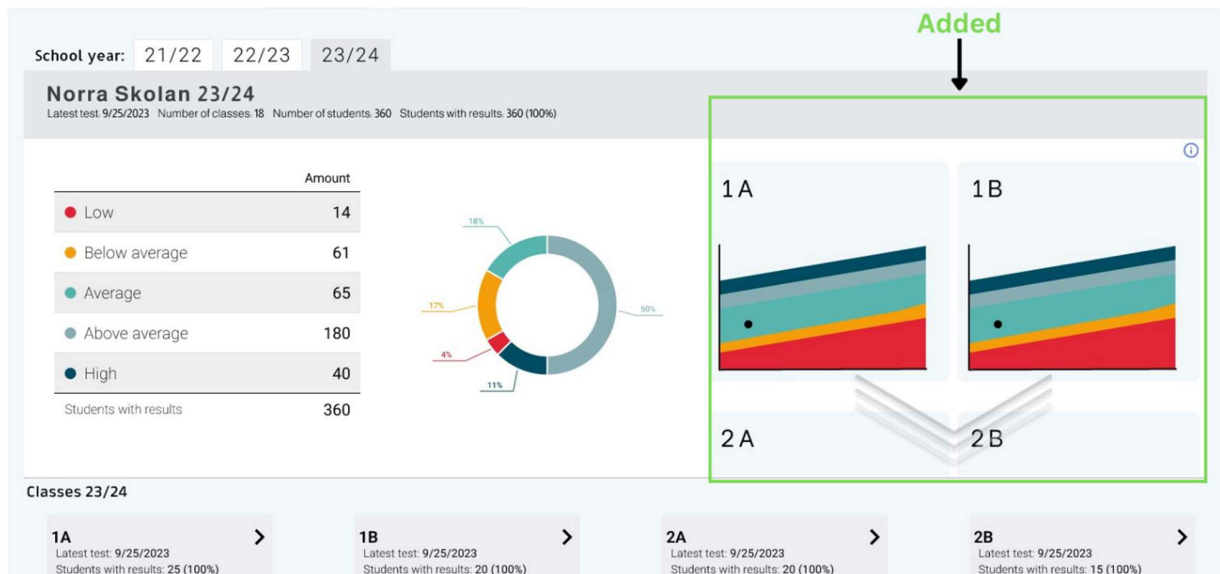 Added
School year: 21/22 22/23 23/24
Norra Skolan 23/24
Latest test: 9/25/2023 Number of classes: 18 Number of students: 360 Students with results: 360 (100%)
Amount
Low 14
Below average 61
Average 65
Above average 180
High 40
Students with results 360
18%
17%
50%
4%
11%
1A 1B
2A 2B
Classes 23/24
1A
Latest test: 9/25/2023
Students with results: 25 (100%)
1B
Latest test: 9/25/2023
Students with results: 20 (100%)
2A
Latest test: 9/25/2023
Students with results: 20 (100%)
2B
Latest test: 9/25/2023
Students with results: 15 (100%)